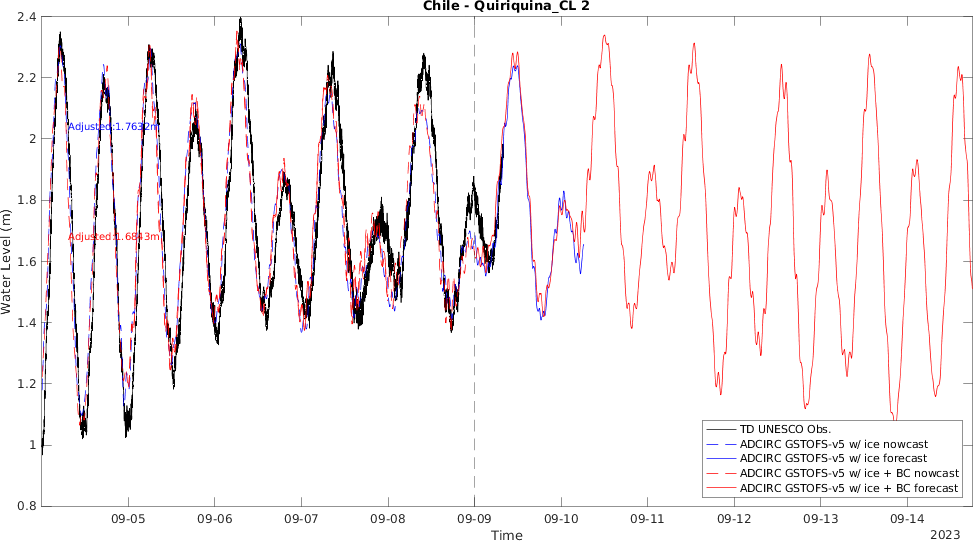 Chile - Quiriquina_CL 2
2.4
2.2
2
1.8
1.6
1.4
1.2
1
0.8
Water Level (m)
Adjusted:1.7632m
Adjusted:1.6843m
TD UNESCO Obs.
ADCIRC GSTOFS-v5 w/ ice nowcast
ADCIRC GSTOFS-v5 w/ ice forecast
ADCIRC GSTOFS-v5 w/ ice + BC nowcast
ADCIRC GSTOFS-v5 w/ ice + BC forecast
09-05 09-06 09-07 09-08 09-09 09-10 09-11 09-12 09-13 09-14
Time
2023